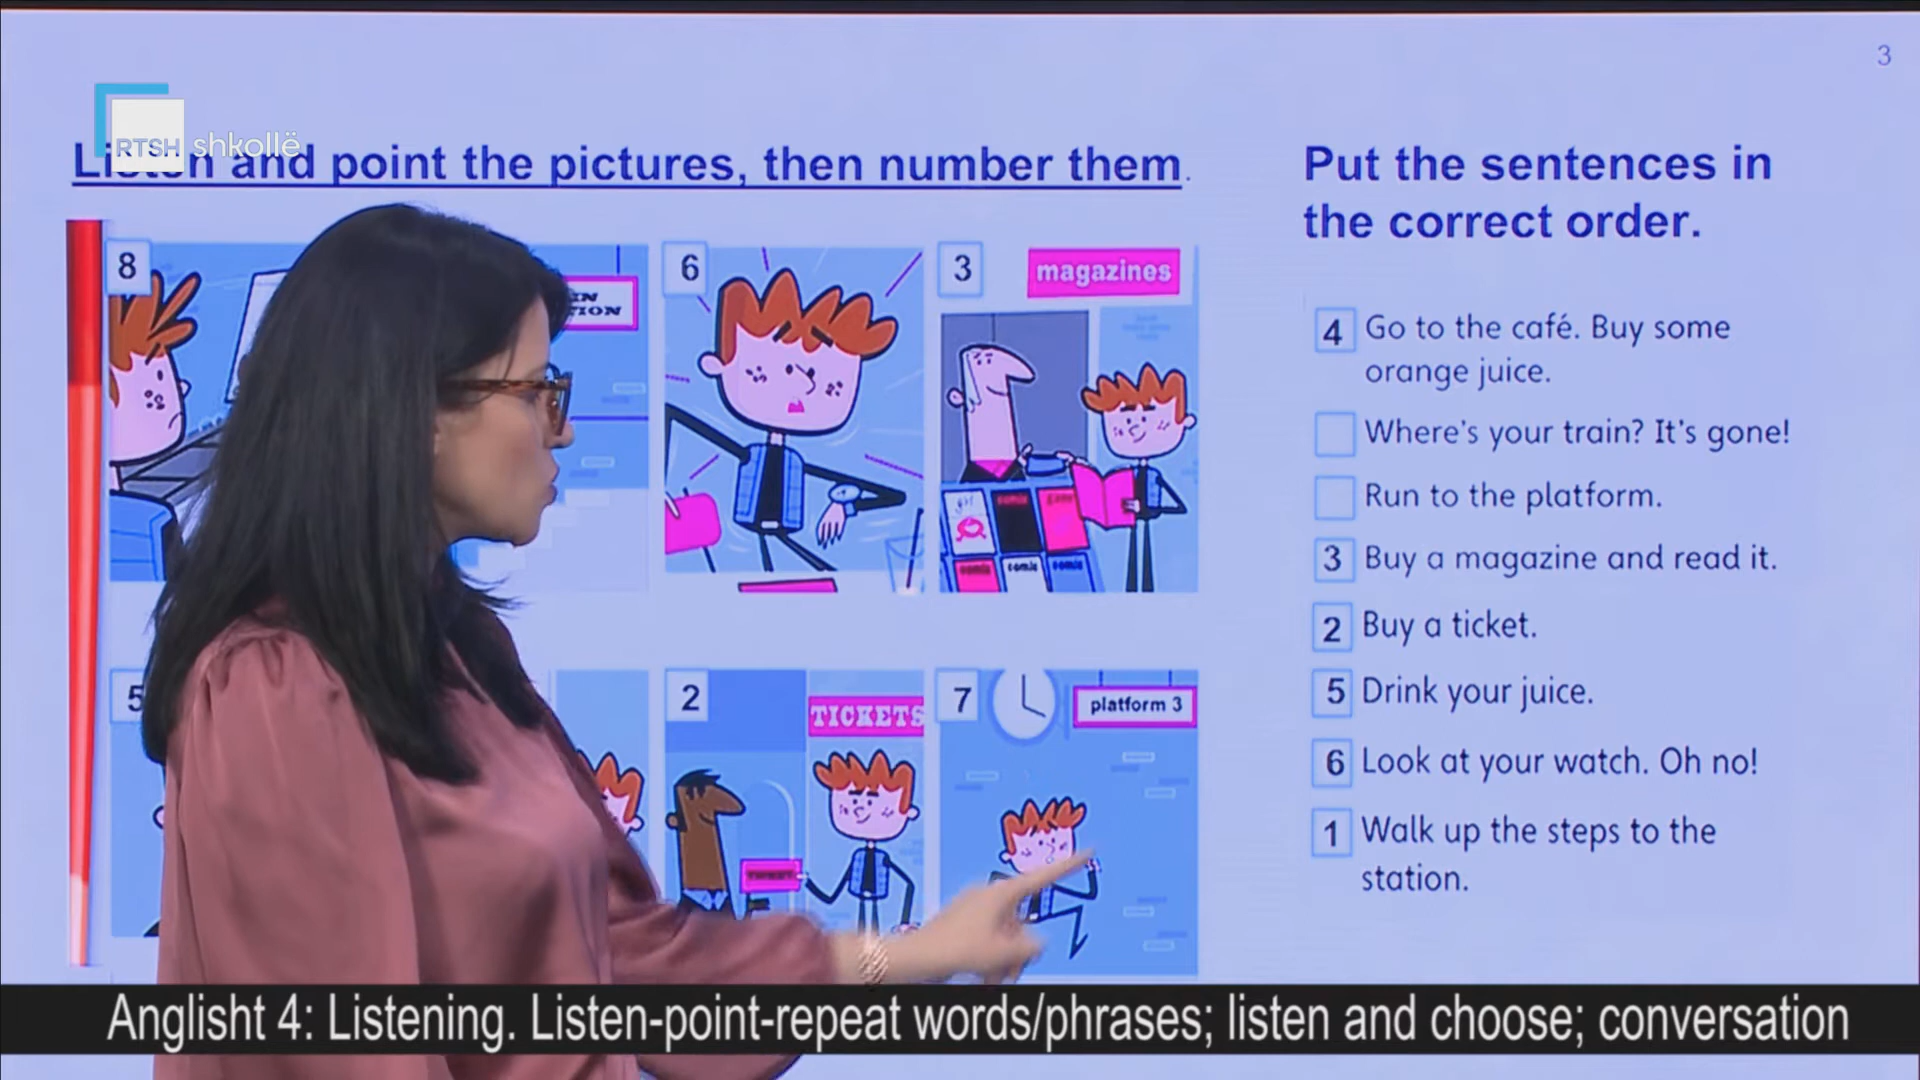 3
RTSH shkollë
and point the pictures, then number them.
8
6
3
magazines
5
2
TICKETS
7
platform 3
Put the sentences in
the correct order.
4 Go to the café. Buy some
orange juice.
Where's your train? It's gone!
Run to the platform.
3 Buy a magazine and read it.
2 Buy a ticket.
5 Drink your juice.
6 Look at your watch. Oh no!
1 Walk up the steps to the
station.
Anglisht 4: Listening. Listen-point-repeat words/phrases; listen and choose; conversation